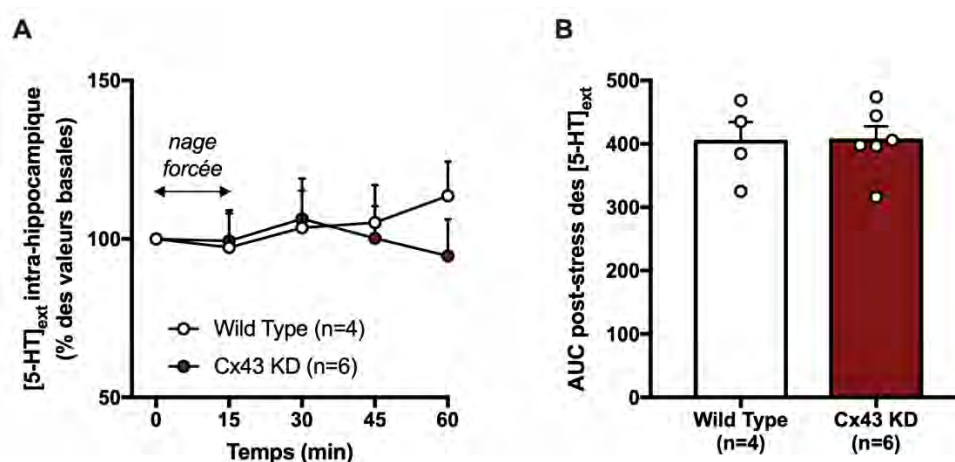 A
[5-HT]ext intra-hippocampique
(% des valeurs basales)
150
100
50
nage
forcée
Wild Type (n=4)
Cx43 KD (n=6)
0 15 30 45 60
Temps (min)
B
AUC post-stress des [5-HT]ext
500
400
300
200
100
0
Wild Type
(n=4)
Cx43 KD
(n=6)